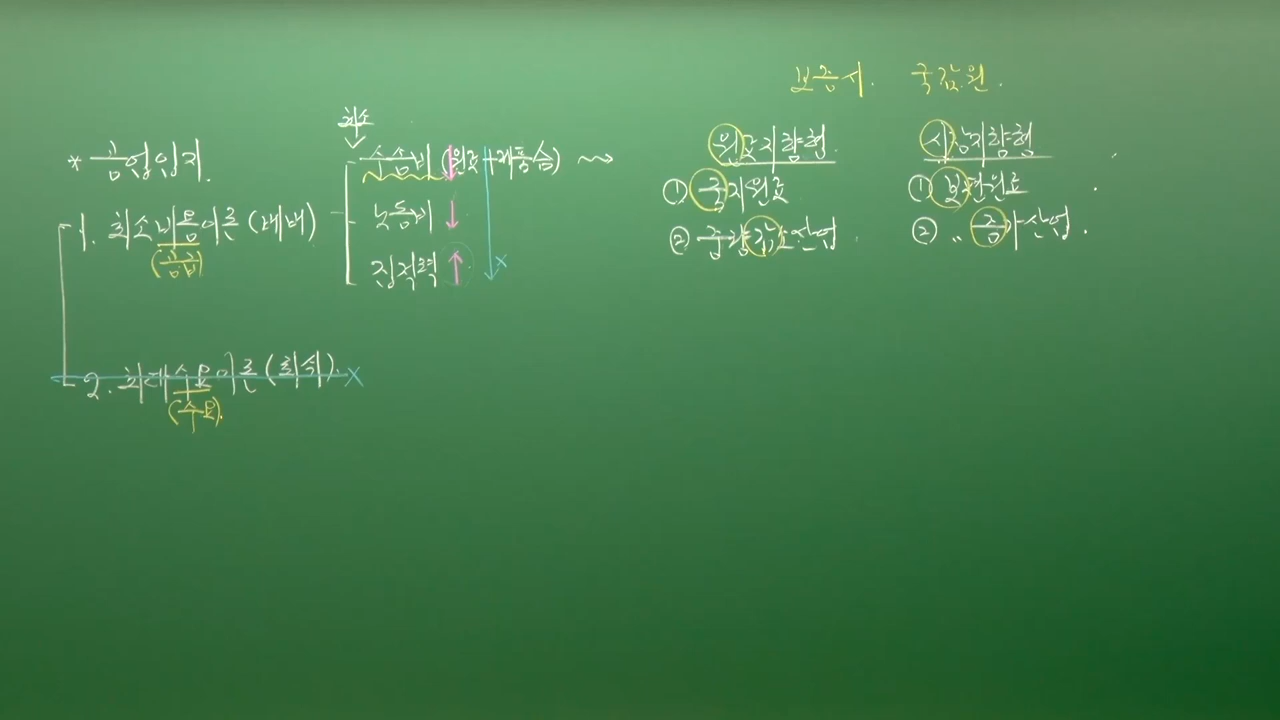 * 공업입지.
1. 최소비용이론 (베버)
(공급)
2. 최대수요이론 (뢰쉬). X
(수요).
최소
수송비 (원료+제품수송)
노동비
집적력
X
보증시. 국감원.
원료지향형
① 국지원료
② 중량감소산업
시장지향형
① 보편원료
② 〃 증가산업.